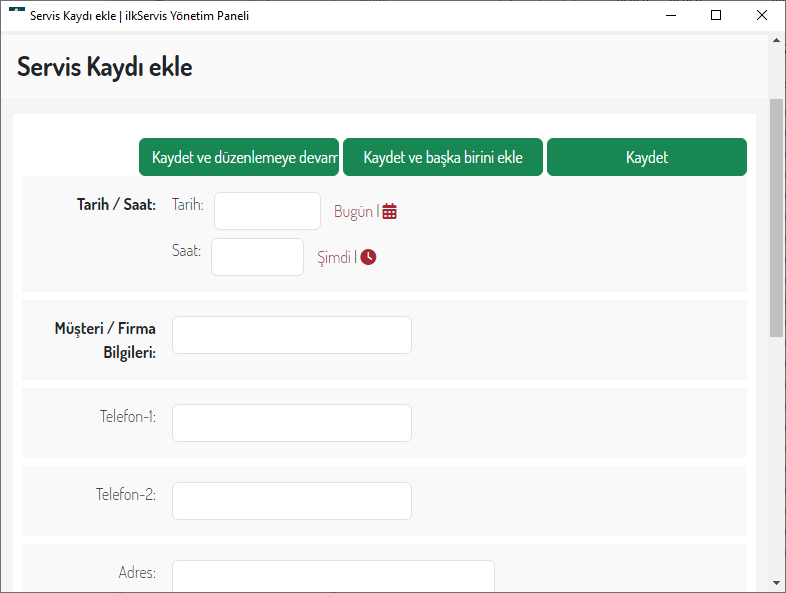 Servis Kaydı ekle | ilkServis Yönetim Paneli
Servis Kaydı ekle
Kaydet ve düzenlemeye devam
Kaydet ve başka birini ekle
Kaydet
Tarih / Saat:
Tarih:
Bugün |
Saat:
Şimdi |
Müşteri / Firma
Bilgileri:
Telefon-1:
Telefon-2:
Adres: